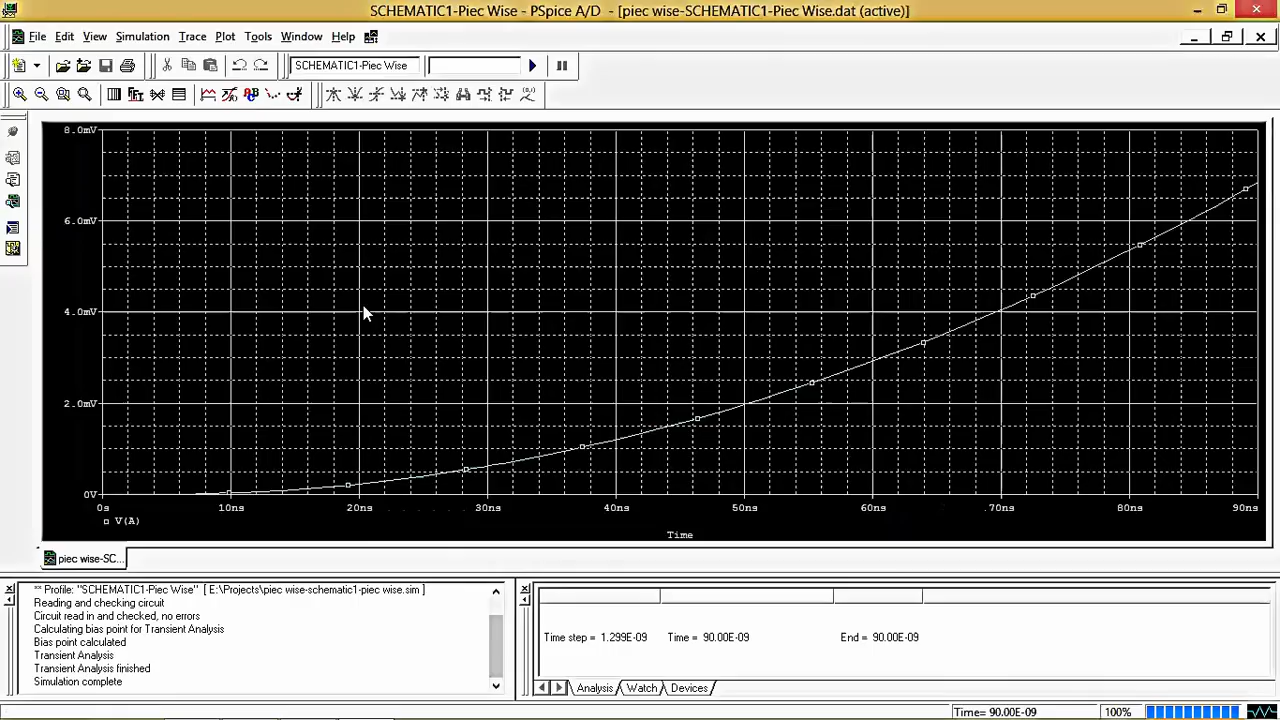 SCHEMATIC1-Piec Wise - PSpice A/D - [piec wise-SCHEMATIC1-Piec Wise.dat (active)]
File Edit View Simulation Trace Plot Tools Window Help
SCHEMATIC1-Piec Wise
8.0mV
6.0mV
4.0mV
2.0mV
0V
0s 10ns 20ns 30ns 40ns 50ns 60ns 70ns 80ns 90ns
V(A)
Time
piec wise-SC...
** Profile: "SCHEMATIC1-Piec Wise" [ E:\Projects\piec wise-schematic1-piec wise.sim ]
Reading and checking circuit
Circuit read in and checked, no errors
Calculating bias point for Transient Analysis
Bias point calculated
Transient Analysis
Transient Analysis finished
Simulation complete
Time step = 1.299E-09 Time = 90.00E-09 End = 90.00E-09
Analysis Watch Devices
Time= 90.00E-09 100%